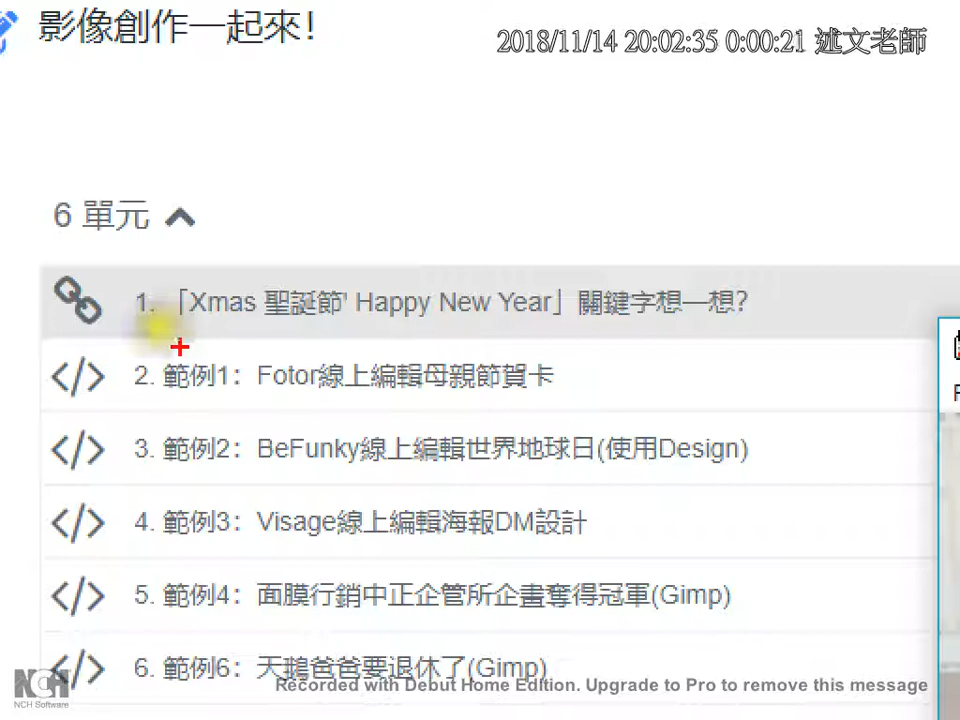 影像創作一起來！
2018/11/14 20:02:35 0:00:21 述文老師
6 單元
1. 「Xmas 聖誕節' Happy New Year」關鍵字想一想?
</> 2. 範例1：Fotor線上編輯母親節賀卡
</> 3. 範例2：BeFunky線上編輯世界地球日(使用Design)
</> 4. 範例3：Visage線上編輯海報DM設計
</> 5. 範例4：面膜行銷中正企管所企畫奪得冠軍(Gimp)
</> 6. 範例6：天鵝爸爸要退休了(Gimp)
Recorded with Debut Home Edition. Upgrade to Pro to remove this message
NCH
NCH Software